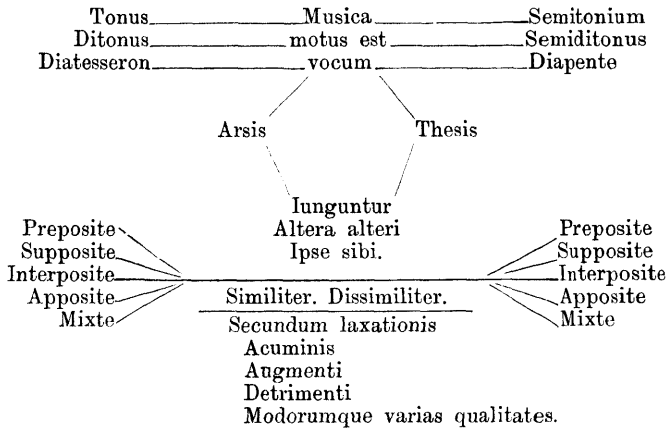 Tonus Musica Semitonium
Ditonus motus est Semiditonus
Diatesseron vocum Diapente
Arsis Thesis
Iunguntur
Preposite Altera alteri Preposite
Supposite Ipse sibi. Supposite
Interposite Interposite
Apposite Similiter. Dissimiliter. Apposite
Mixte Secundum laxationis Mixte
Acuminis
Augmenti
Detrimenti
Modorumque varias qualitates.